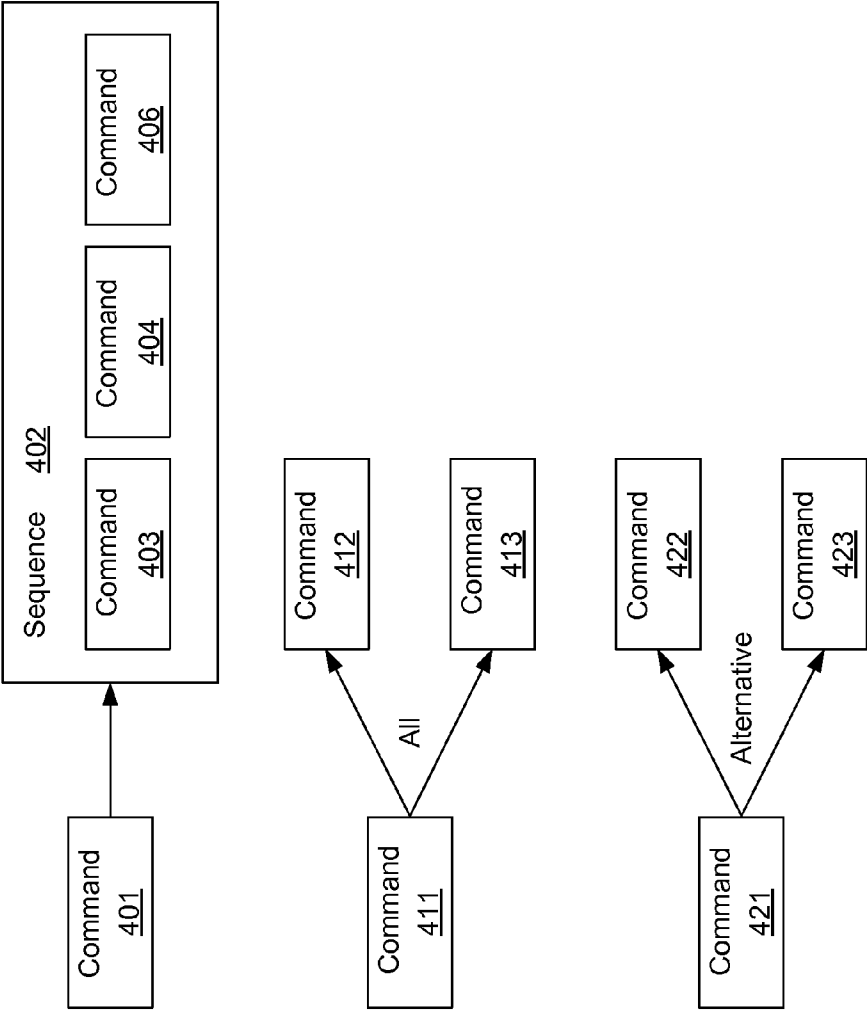 Command
401
Sequence
402
Command
403
Command
404
Command
406
Command
411
All
Command
412
Command
413
Command
421
Alternative
Command
422
Command
423